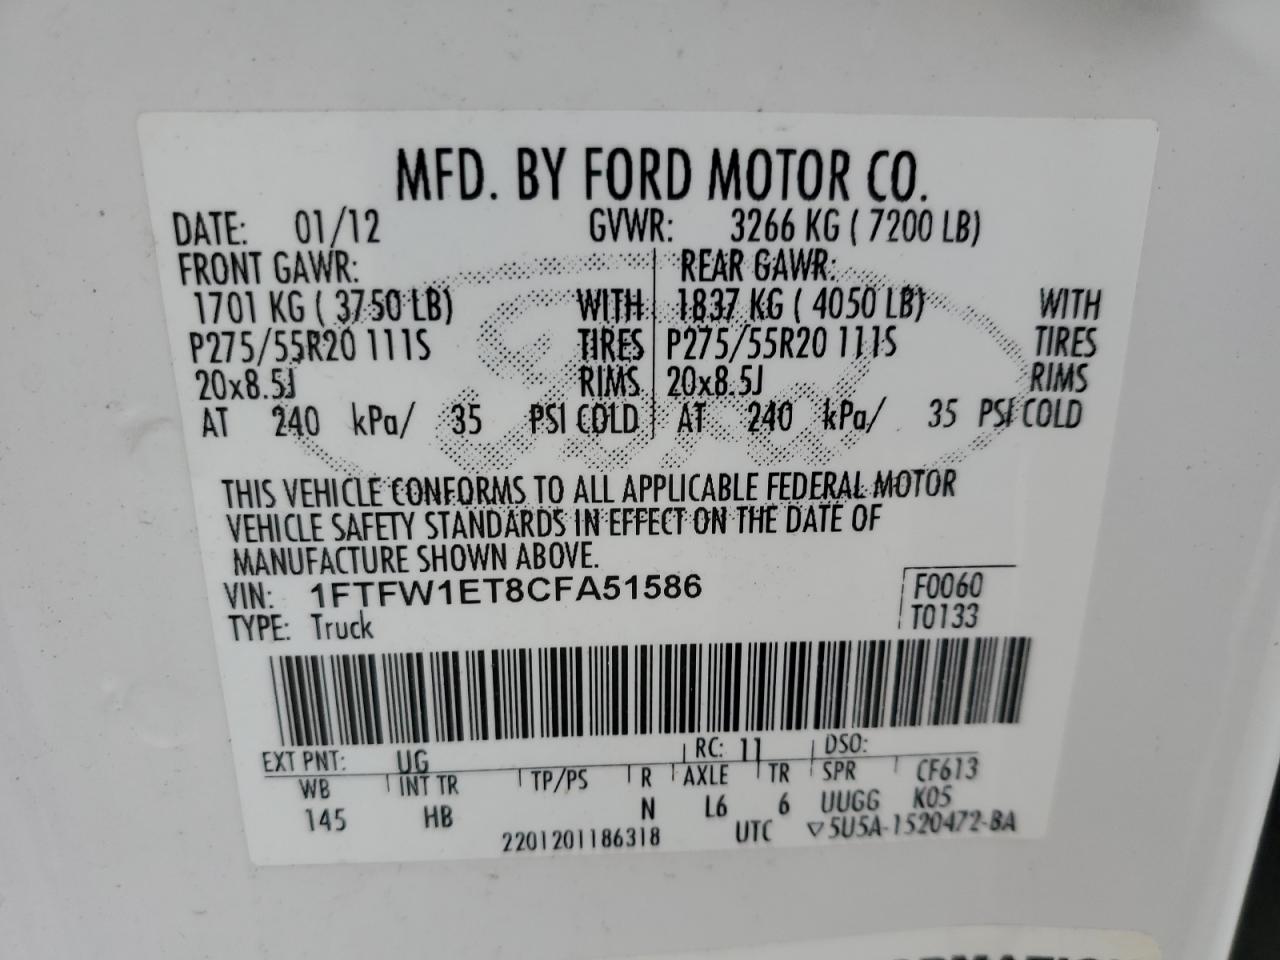 MFD. BY FORD MOTOR CO.
DATE: 01/12 GVWR: 3266 KG ( 7200 LB)
FRONT GAWR: REAR GAWR:
1701 KG ( 3750 LB) WITH 1837 KG ( 4050 LB) WITH
P275/55R20 111S TIRES P275/55R20 111S TIRES
20x8.5J RIMS 20x8.5J RIMS
AT 240 kPa/ 35 PSI COLD AT 240 kPa/ 35 PSI COLD
THIS VEHICLE CONFORMS TO ALL APPLICABLE FEDERAL MOTOR
VEHICLE SAFETY STANDARDS IN EFFECT ON THE DATE OF
MANUFACTURE SHOWN ABOVE.
VIN: 1FTFW1ET8CFA51586 F0060
TYPE: Truck T0133
EXT PNT: UG RC: 11 DSO:
WB INT TR TP/PS R AXLE TR SPR CF613
145 HB N L6 6 UUGG K05
2201201186318 UTC ▽5U5A-1520472-BA